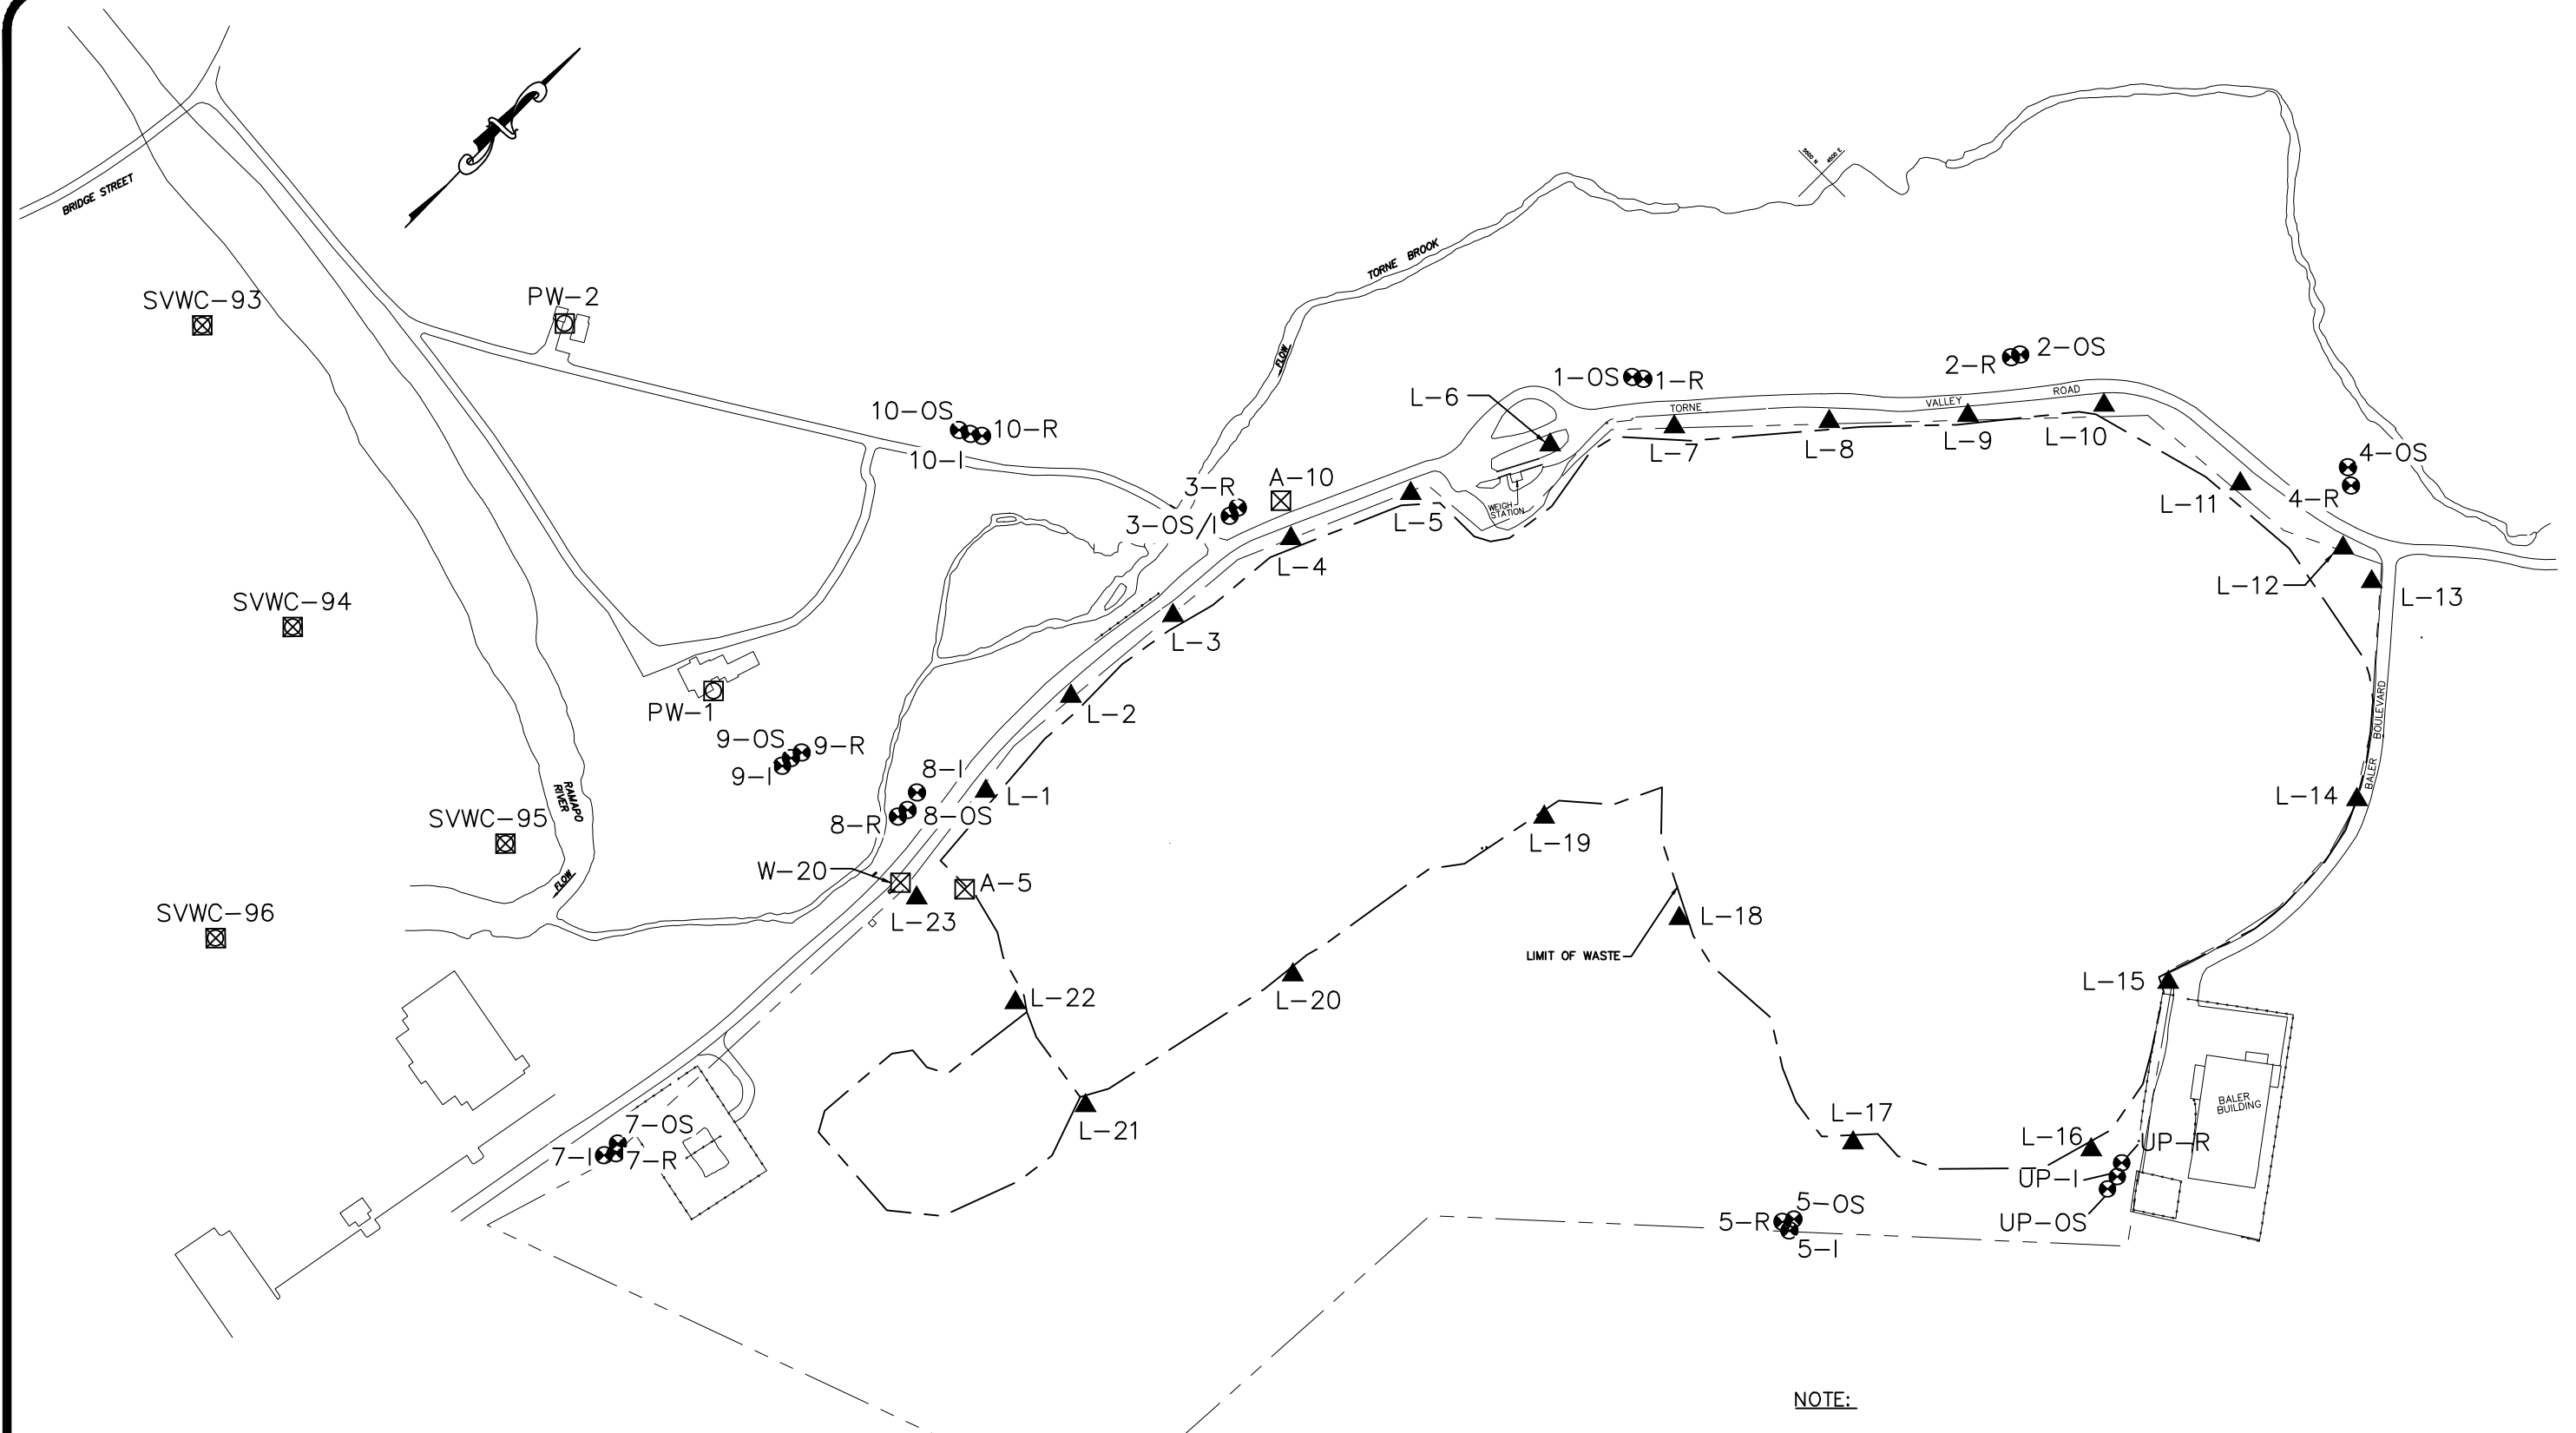 BRIDGE STREET
SVWC-93
PW-2
TORNE BROOK
FLOW
5600 N
4500 E
10-OS
10-R
10-I
L-6
1-OS
1-R
2-R
2-OS
TORNE VALLEY ROAD
L-7
L-8
L-9
L-10
4-OS
4-R
L-11
3-R
A-10
3-OS
L-5
WEIGH
STATION
L-4
L-12
L-13
SVWC-94
L-3
PW-1
L-2
9-OS
9-R
9-I
8-I
L-1
8-OS
8-R
RAMAPO
RIVER
SVWC-95
BALER BOULEVARD
L-14
L-19
W-20
A-5
FLOW
L-23
SVWC-96
L-18
LIMIT OF WASTE
L-22
L-20
L-15
BALER
BUILDING
7-OS
7-I
7-R
L-21
L-17
L-16
UP-R
UP-I
UP-OS
5-OS
5-R
5-I
NOTE: